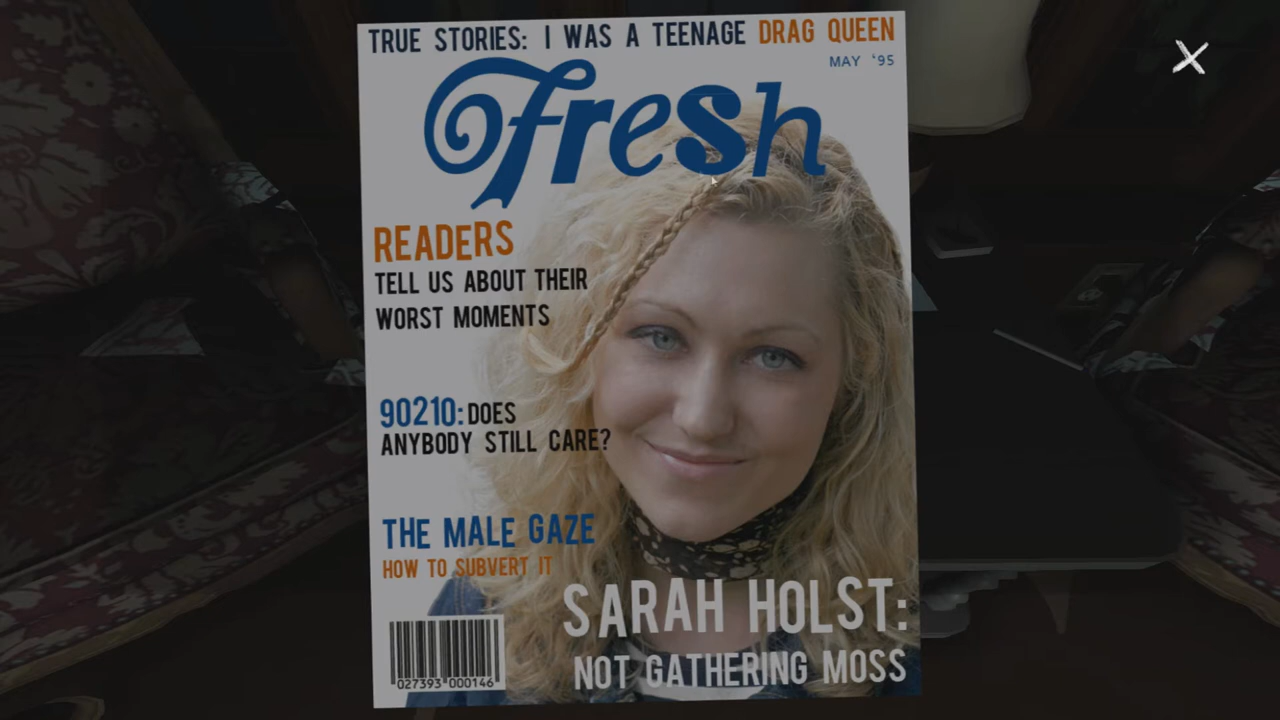 TRUE STORIES: I WAS A TEENAGE DRAG QUEEN
MAY '95
Fresh
READERS
TELL US ABOUT THEIR
WORST MOMENTS
90210: DOES
ANYBODY STILL CARE?
THE MALE GAZE
HOW TO SUBVERT IT
SARAH HOLST:
NOT GATHERING MOSS
027393 000146